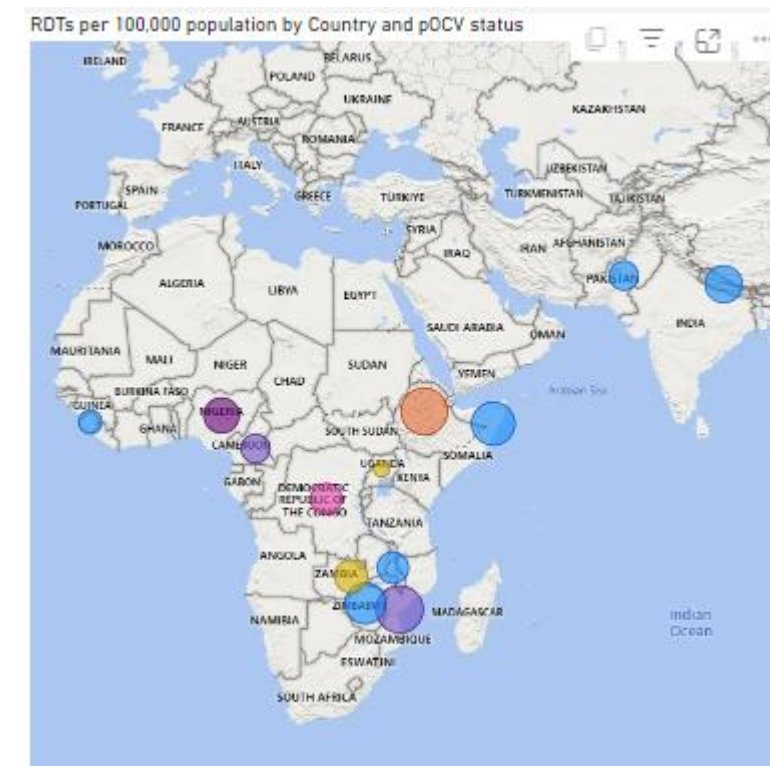 RDTs per 100,000 population by Country and pOCV status
IRELAND
BELARUS
POLAND
UKRAINE
KAZAKHSTAN
FRANCE
AUSTRIA
ROMANIA
ITALY
UZBEKISTAN
SPAIN
GREECE
TÜRKİYE
TURKMENISTAN
TAJIKISTAN
PORTUGAL
SYRIA
MOROCCO
IRAQ
IRAN
AFGHANISTAN
ALGERIA
LIBYA
EGYPT
PAKISTAN
SAUDI ARABIA
OMAN
INDIA
MAURITANIA
MALI
NIGER
CHAD
SUDAN
YEMEN
BURKINA FASO
Arabian Sea
GUINEA
NIGERIA
GHANA
SOUTH SUDAN
CAMEROON
SOMALIA
UGANDA
KENYA
GABON
DEMOCRATIC
REPUBLIC OF
THE CONGO
TANZANIA
ANGOLA
ZAMBIA
ZIMBABWE
MADAGASCAR
NAMIBIA
MOZAMBIQUE
Indian
Ocean
ESWATINI
SOUTH AFRICA